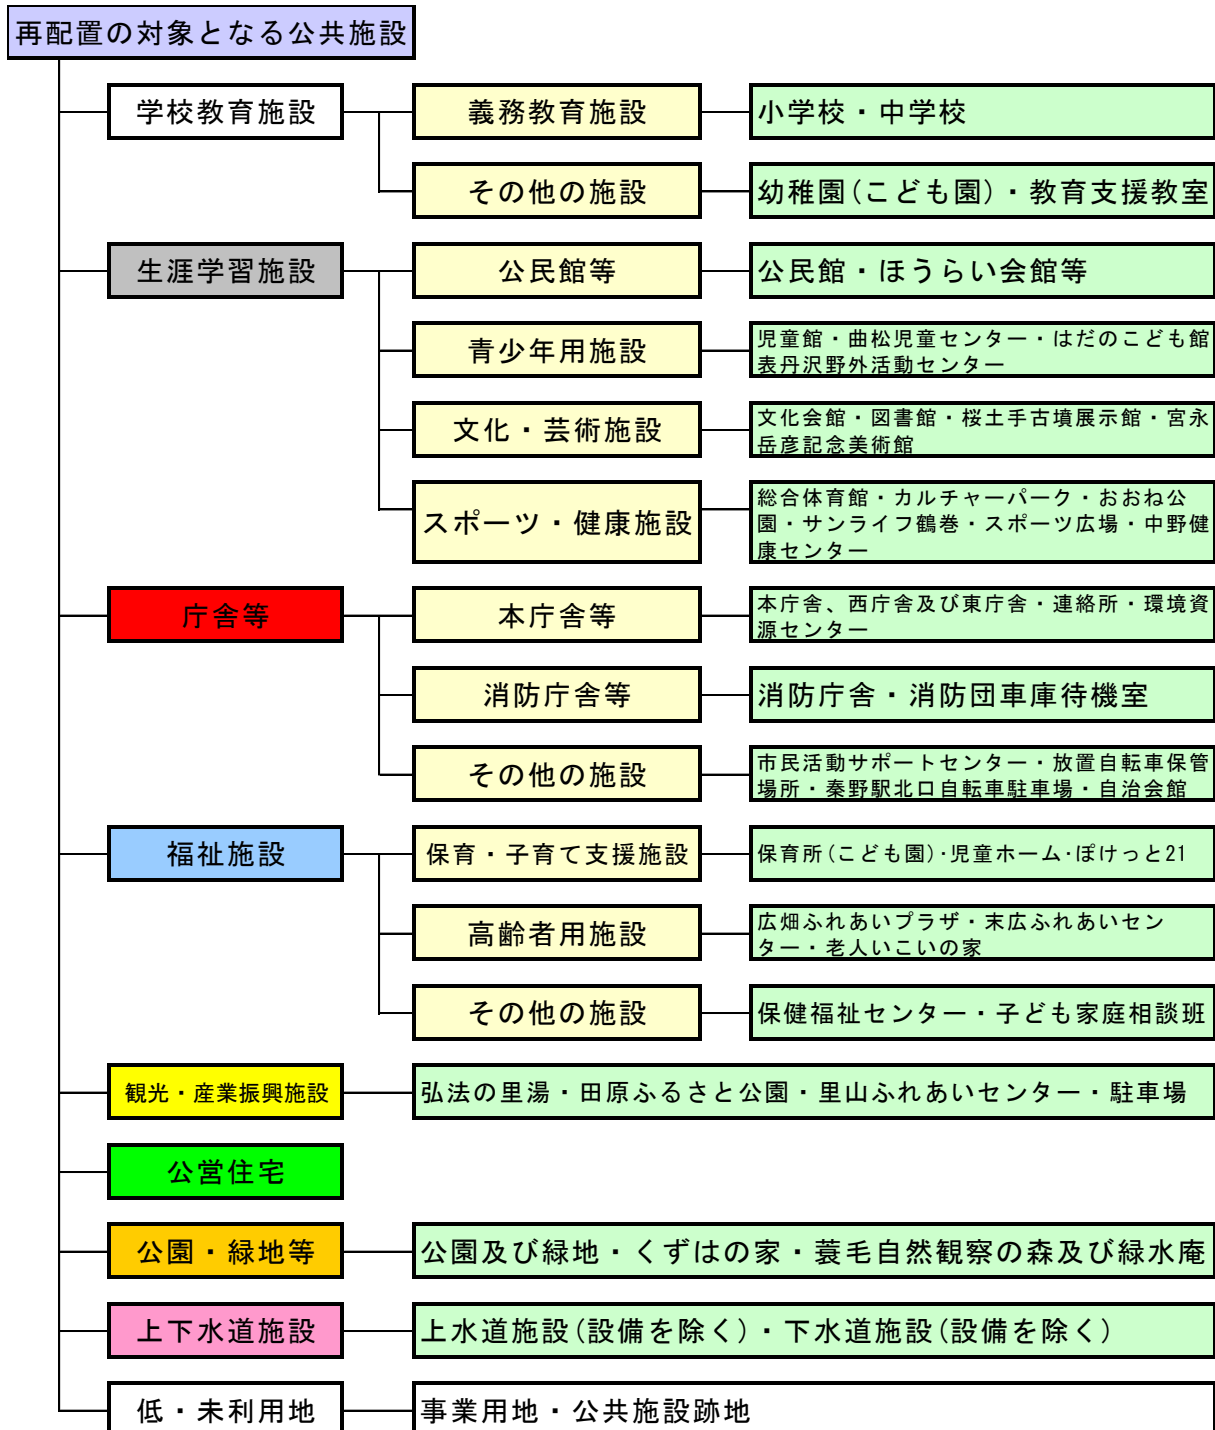 再配置の対象となる公共施設
学校教育施設
義務教育施設
小学校・中学校
その他の施設
幼稚園(こども園)・教育支援教室
生涯学習施設
公民館等
公民館・ほうらい会館等
青少年用施設
児童館・曲松児童センター・はだのこども館
表丹沢野外活動センター
文化・芸術施設
文化会館・図書館・桜土手古墳展示館・宮永
岳彦記念美術館
スポーツ・健康施設
総合体育館・カルチャーパーク・おおね公
園・サンライフ鶴巻・スポーツ広場・中野健
康センター
庁舎等
本庁舎等
本庁舎、西庁舎及び東庁舎・連絡所・環境資
源センター
消防庁舎等
消防庁舎・消防団車庫待機室
その他の施設
市民活動サポートセンター・放置自転車保管
場所・秦野駅北口自転車駐車場・自治会館
福祉施設
保育・子育て支援施設
保育所(こども園)・児童ホーム・ぽけっと21
高齢者用施設
広畑ふれあいプラザ・末広ふれあいセン
ター・老人いこいの家
その他の施設
保健福祉センター・子ども家庭相談班
観光・産業振興施設
弘法の里湯・田原ふるさと公園・里山ふれあいセンター・駐車場
公営住宅
公園・緑地等
公園及び緑地・くずはの家・蓑毛自然観察の森及び緑水庵
上下水道施設
上水道施設(設備を除く)・下水道施設(設備を除く)
低・未利用地
事業用地・公共施設跡地